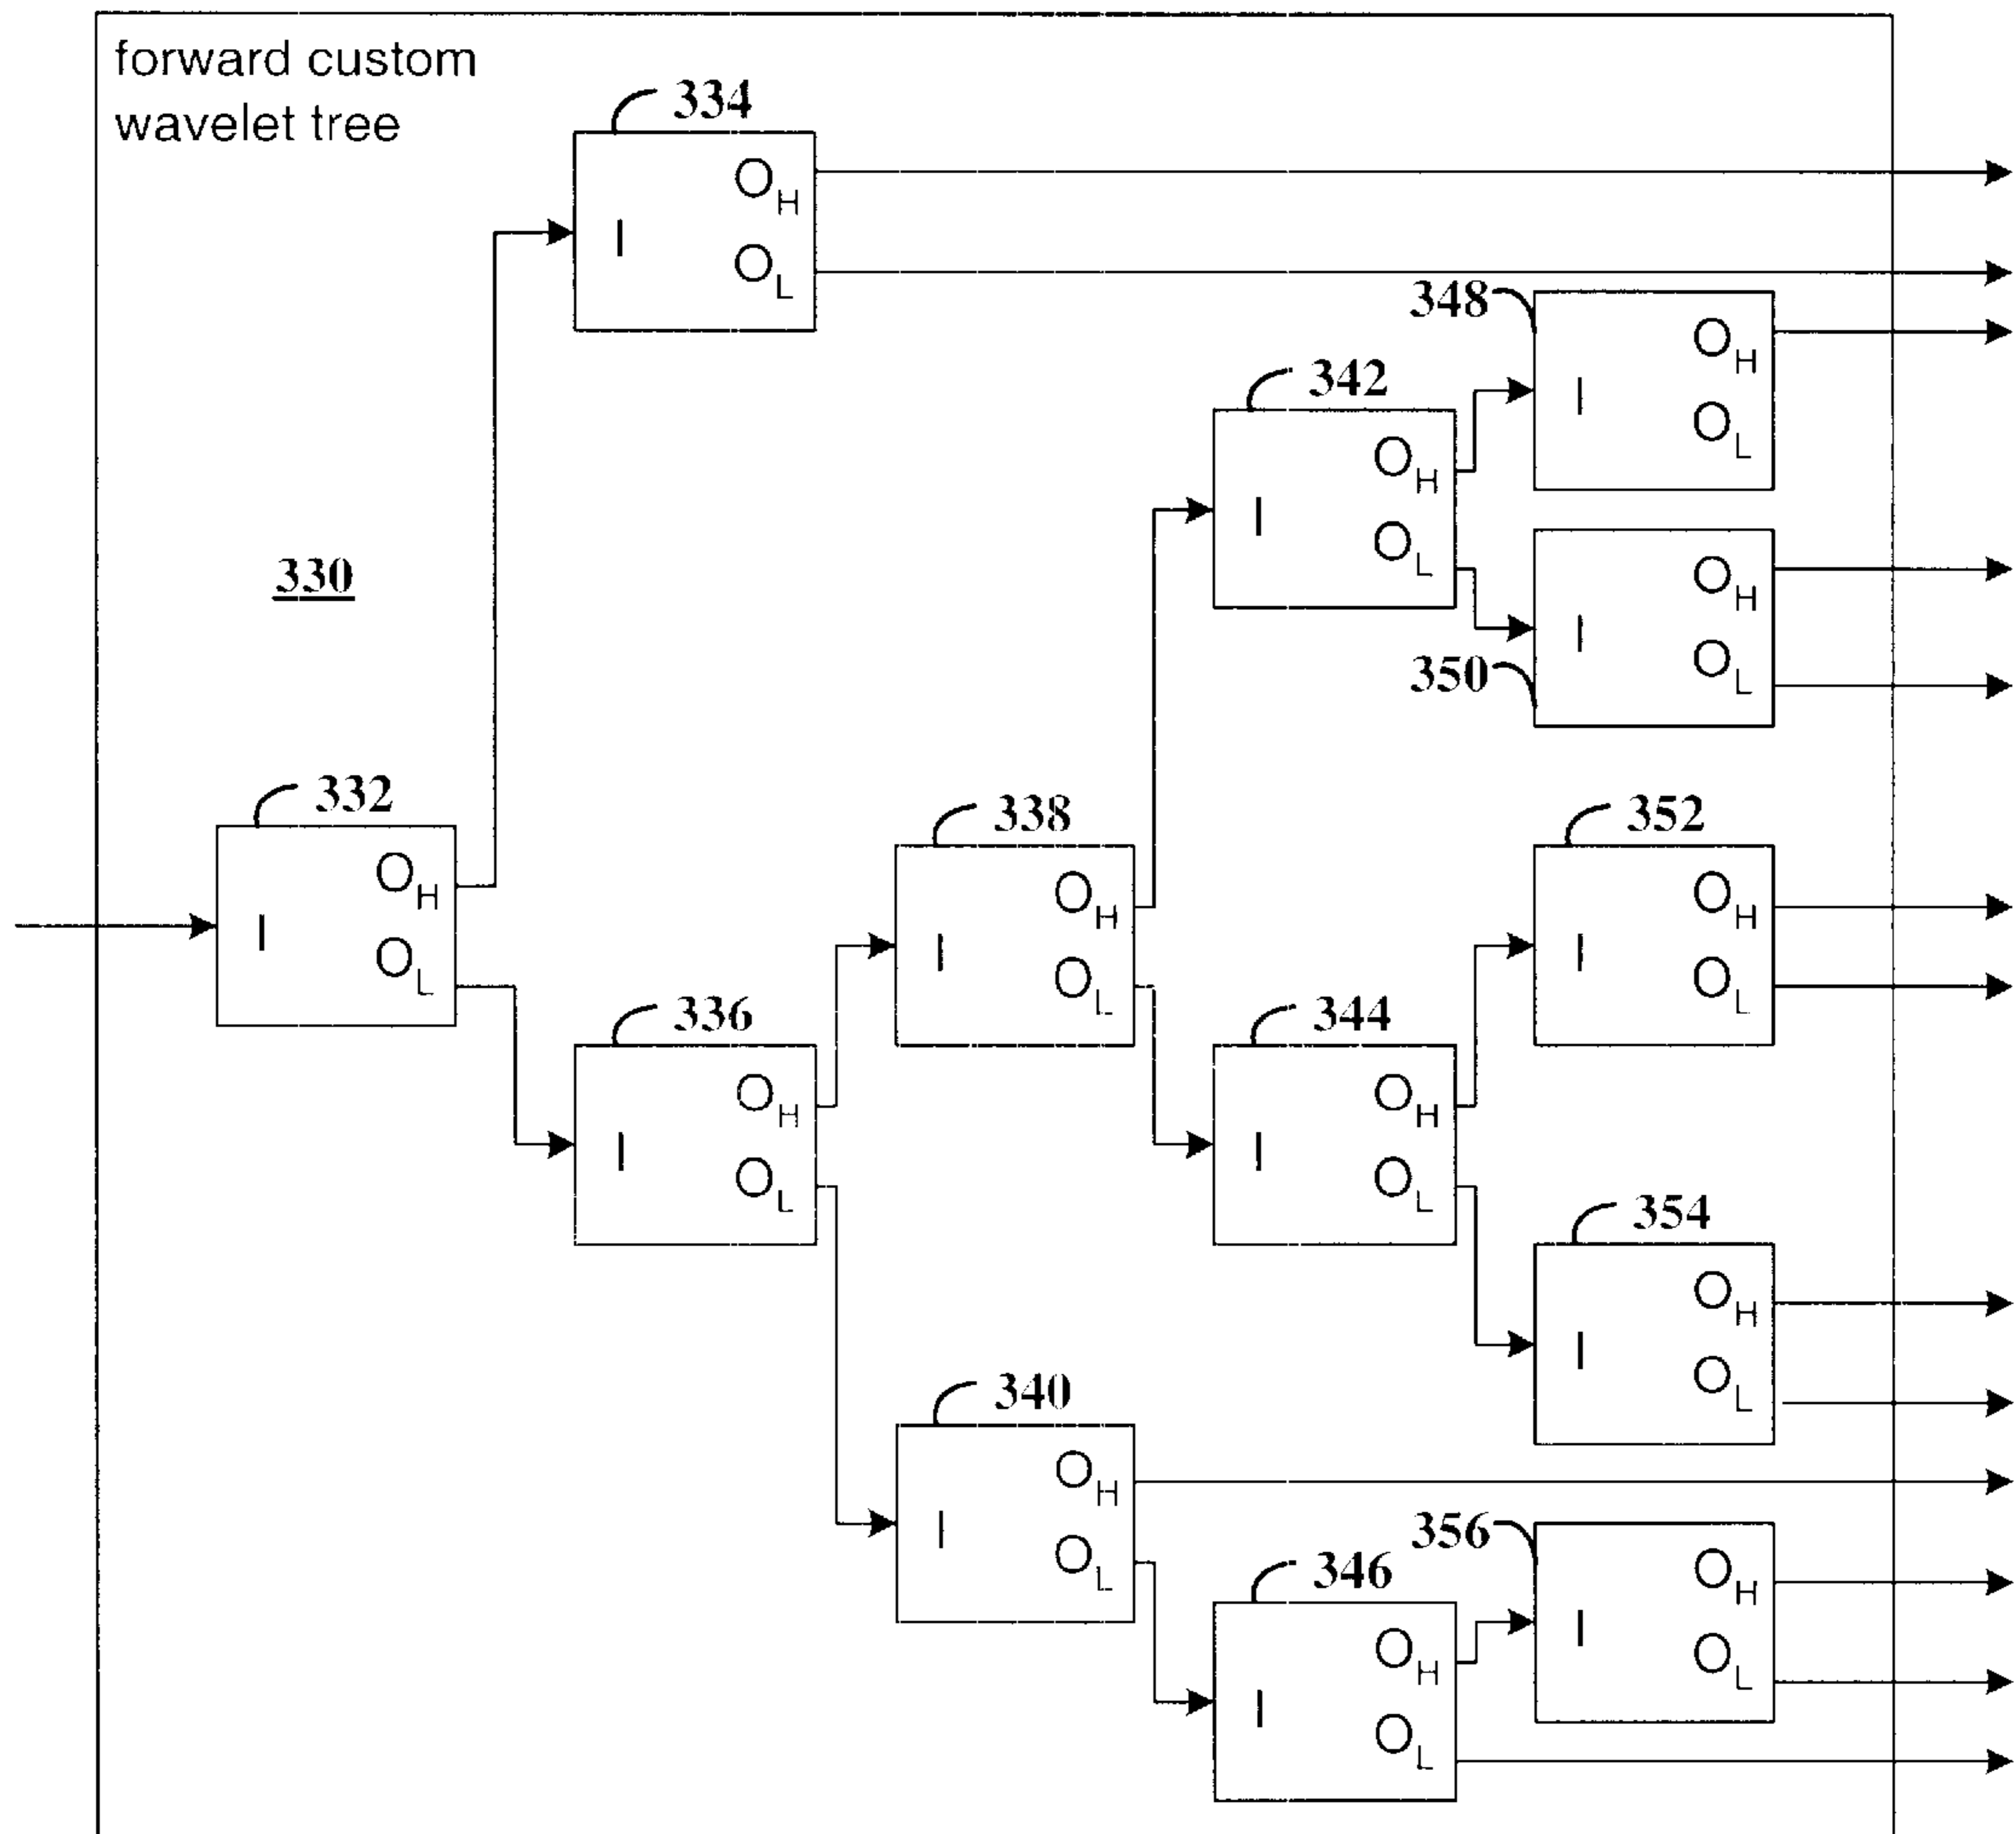 forward custom
wavelet tree
334
O_H
I
O_L
348
O_H
I
O_L
342
O_H
I
O_L
330
O_H
I
O_L
350
332
O_H
I
O_L
338
O_H
I
O_L
352
O_H
I
O_L
336
O_H
I
O_L
344
O_H
I
O_L
354
O_H
I
O_L
340
O_H
I
O_L
356
O_H
I
O_L
346
O_H
I
O_L